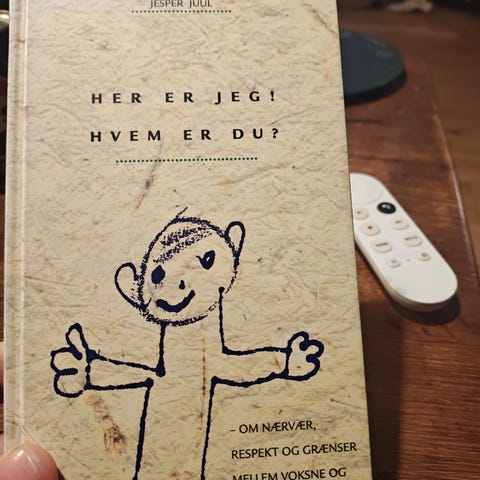 JESPER JUUL
HER ER JEG!
HVEM ER DU?
- OM NÆRVÆR,
RESPEKT OG GRÆNSER
MELLEM VOKSNE OG